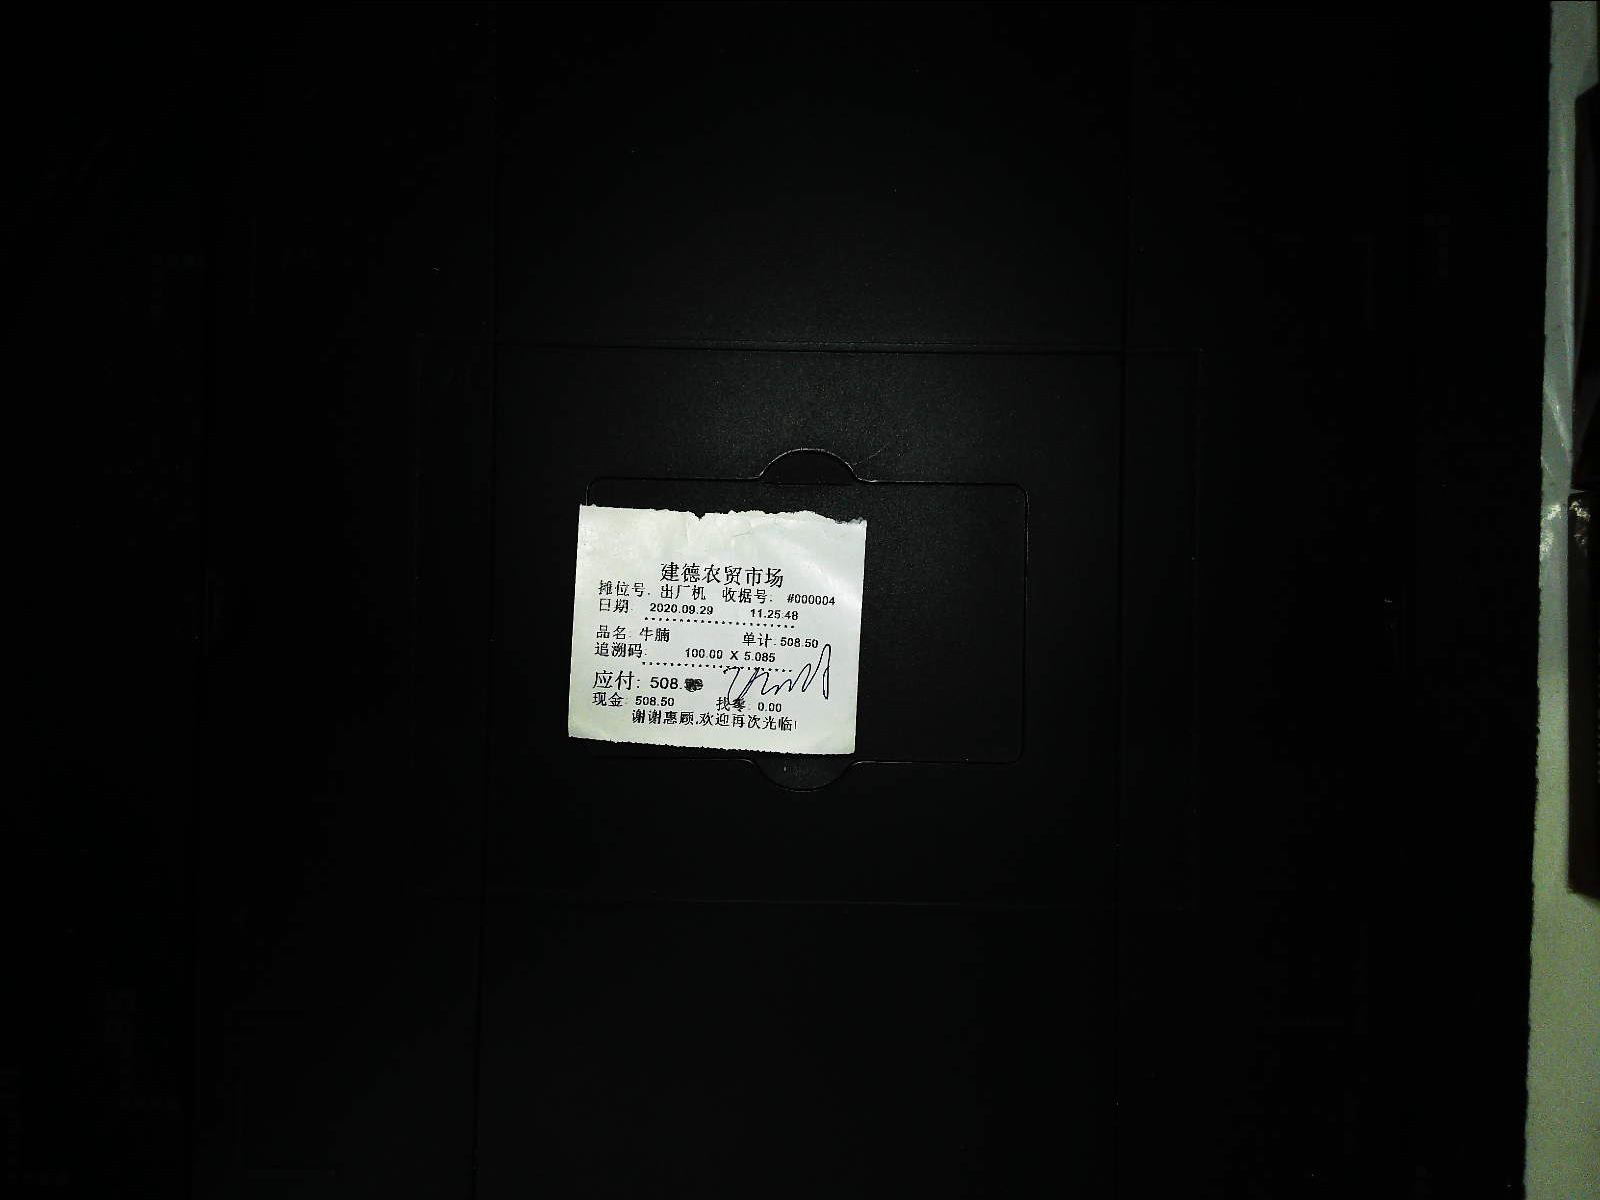 建德农贸市场
摊位号: 出厂机 收据号: #000004
日期: 2020.09.29 11.25.48
品名: 牛腩 单计: 508.50
追溯码: 100.00 X 5.085
应付: 508.
现金: 508.50 找零: 0.00
谢谢惠顾,欢迎再次光临!